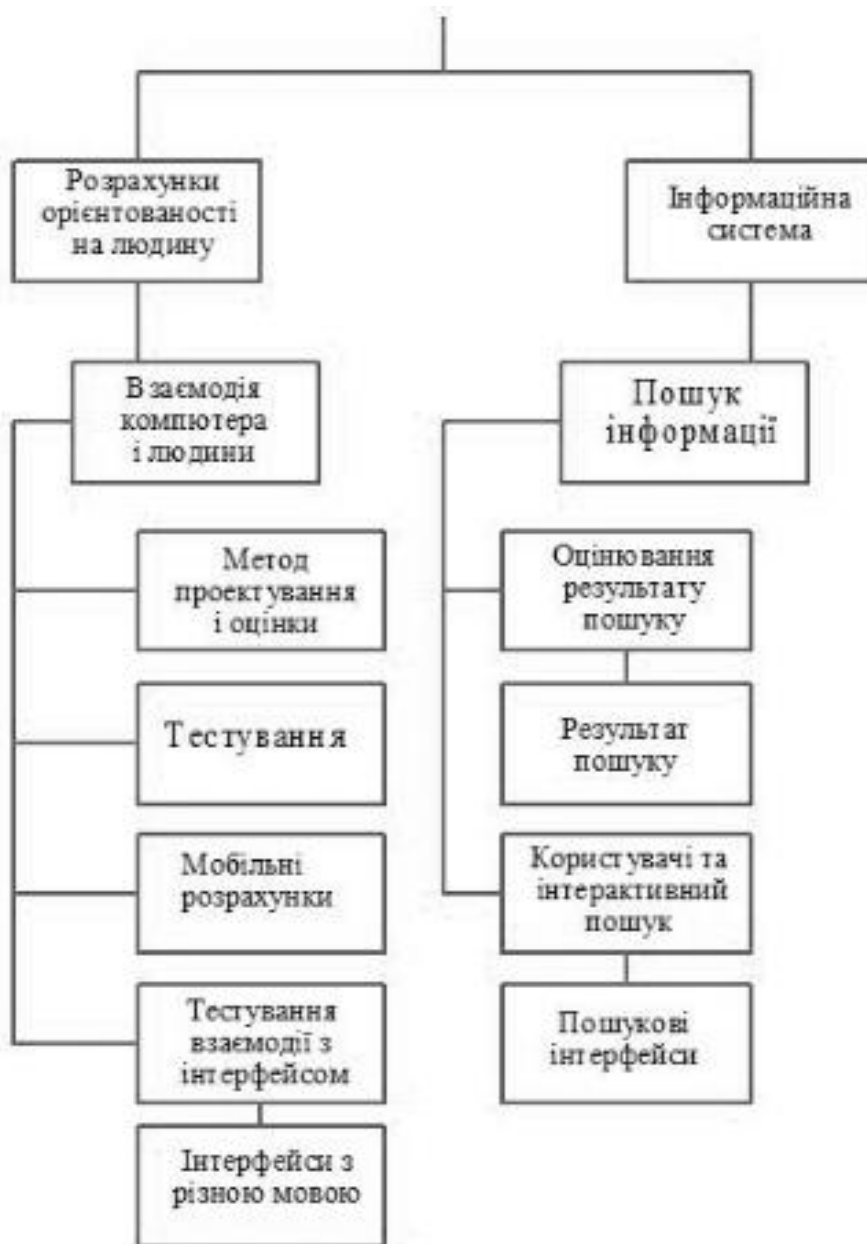 Розрахунки
орієнтованості
на людину
Інформаційна
система
Взаємодія
компютера
і людини
Пошук
інформації
Метод
проектування
і оцінки
Оцінювання
результату
пошуку
Тестування
Результат
пошуку
Мобільні
розрахунки
Користувачі та
інтерактивний
пошук
Тестування
взаємодії з
інтерфейсом
Пошукові
інтерфейси
Інтерфейси з
різною мовою